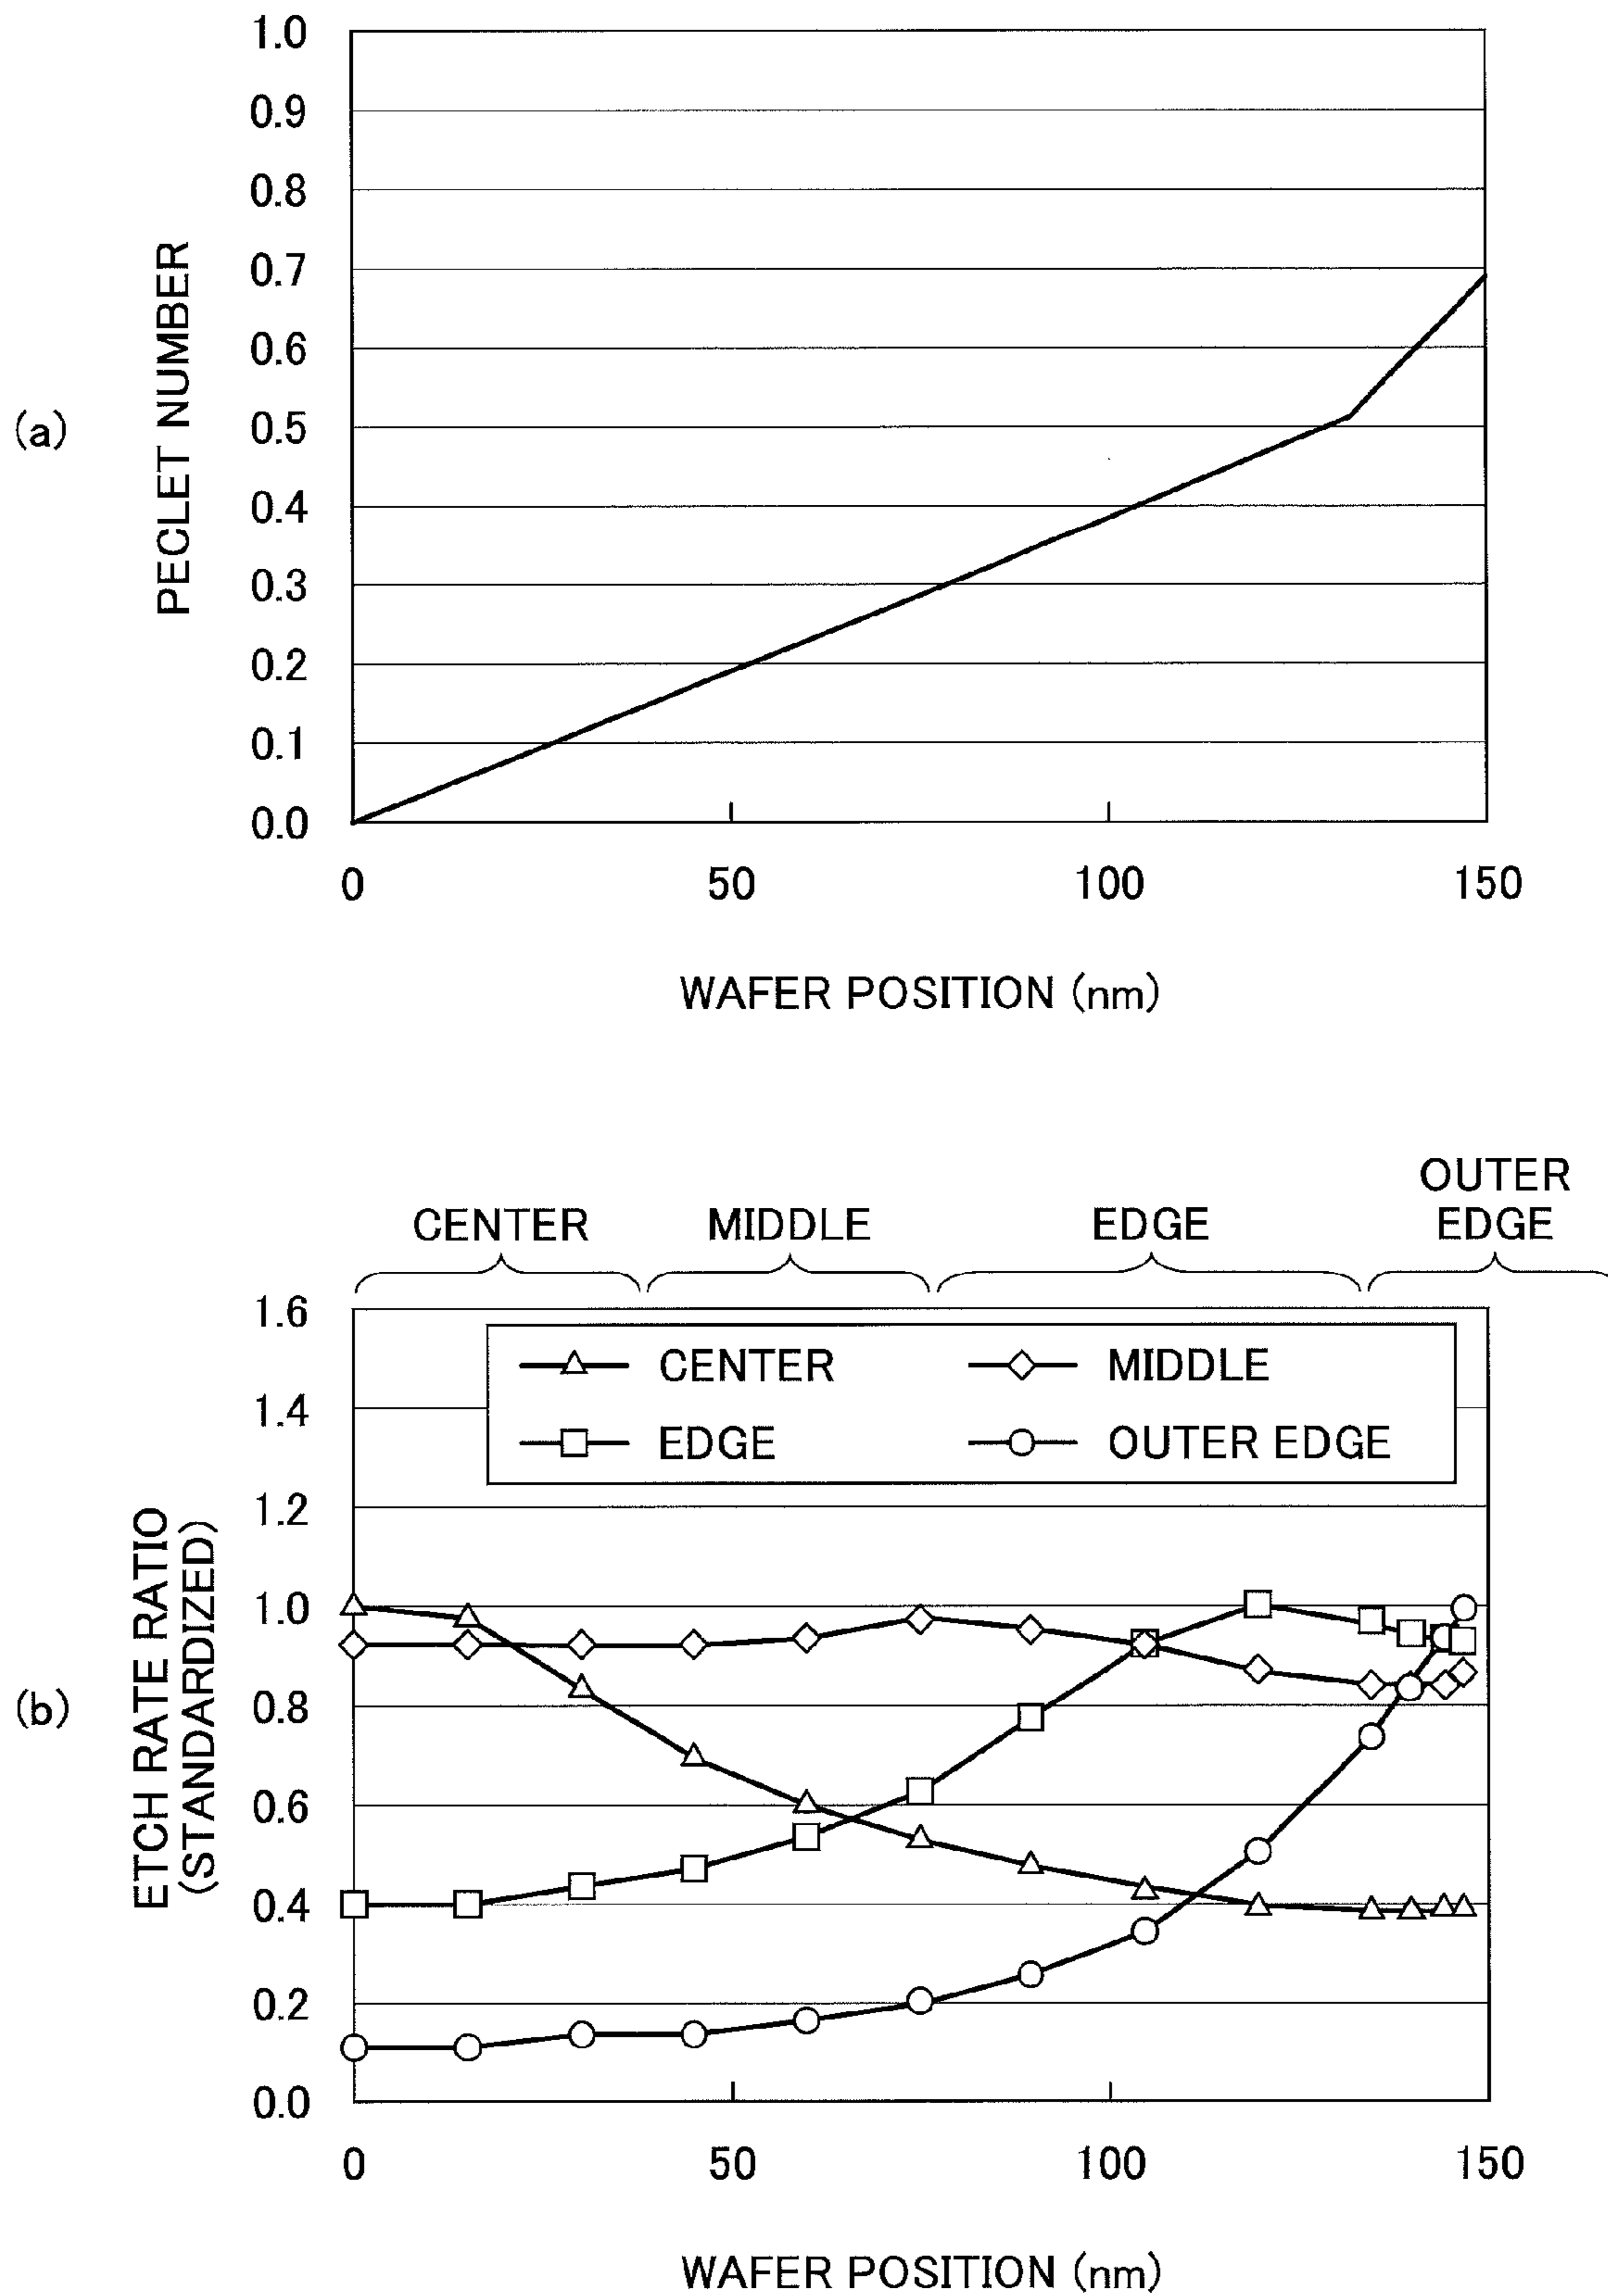 1.0
0.9
0.8
0.7
0.6
0.5
0.4
0.3
0.2
0.1
0.0
(a)
PECLET NUMBER
0 50 100 150
WAFER POSITION (nm)
OUTER
CENTER MIDDLE EDGE EDGE
1.6
1.4
1.2
1.0
0.8
0.6
0.4
0.2
0.0
CENTER MIDDLE
EDGE OUTER EDGE
(b)
ETCH RATE RATIO
(STANDARDIZED)
0 50 100 150
WAFER POSITION (nm)